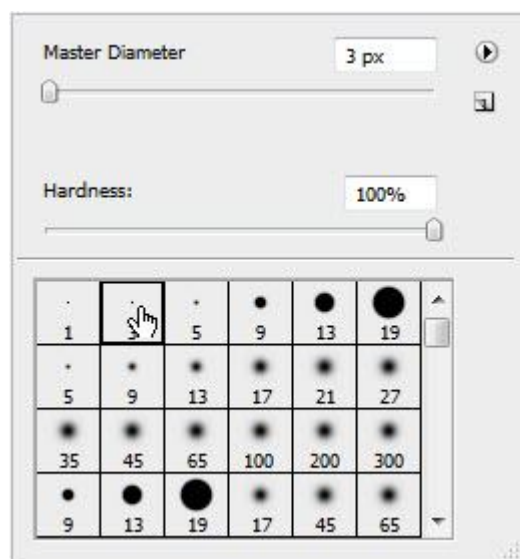 Master Diameter 3 px
Hardness: 100%
1 3 5 9 13 19
5 9 13 17 21 27
35 45 65 100 200 300
9 13 19 17 45 65